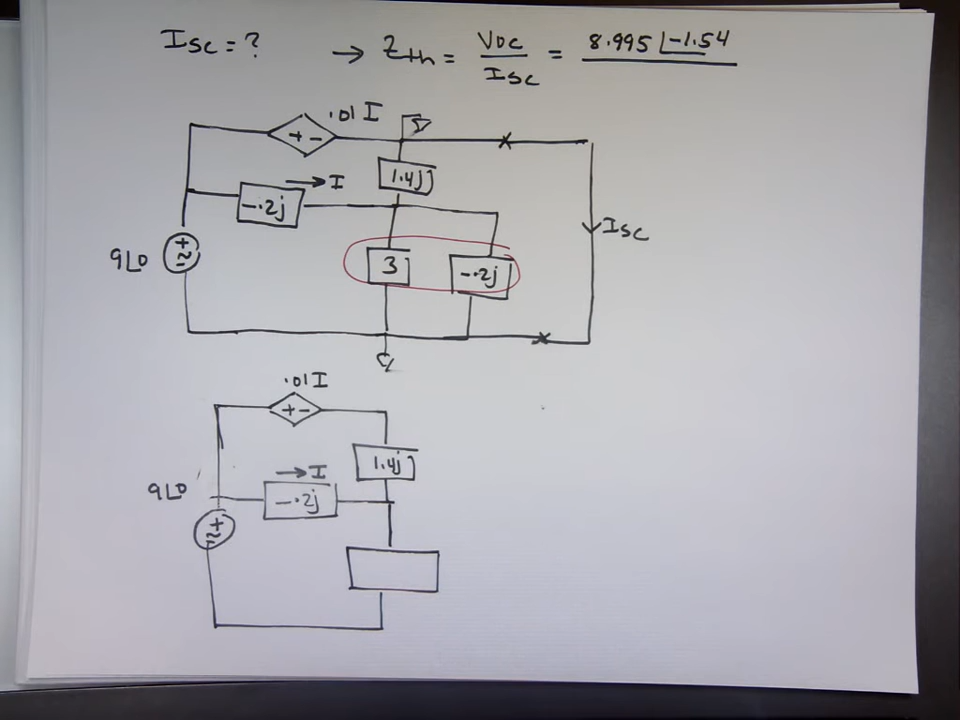 Isc = ? → Zth = Voc / Isc = 8.995∠-1.54
.01 I
+ -
1.4j
→ I
-.2j
Isc
+
9∠0
3
-.2j
.01 I
+ -
1.4j
→ I
9∠0
-.2j
+